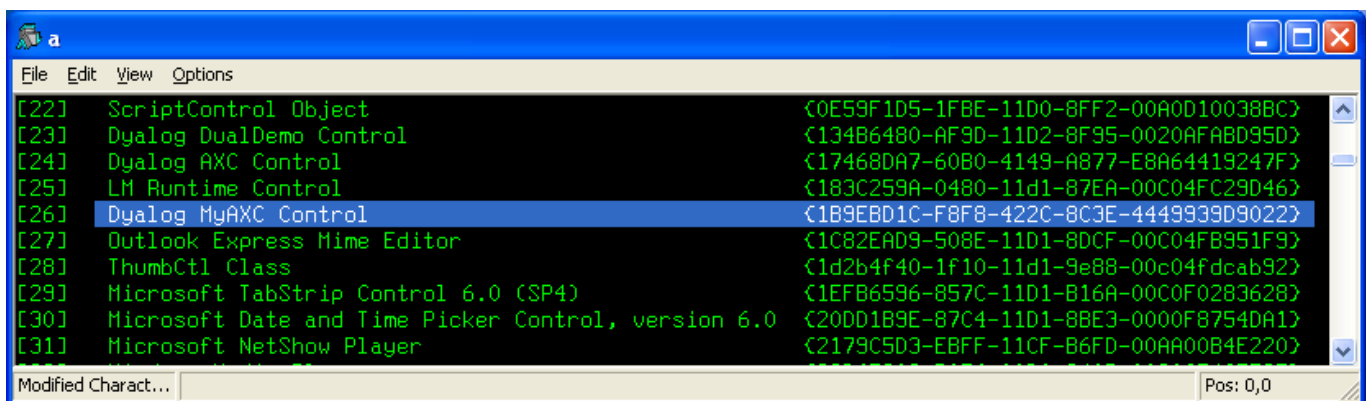 a
File Edit View Options
[22] ScriptControl Object {0E59F1D5-1FBE-11D0-8FF2-00A0D10038BC}
[23] Dyalog DualDemo Control {134B6480-AF9D-11D2-8F95-0020AFABD95D}
[24] Dyalog AXC Control {17468DA7-60B0-4149-A877-E8A64419247F}
[25] LM Runtime Control {183C259A-0480-11d1-87EA-00C04FC29D46}
[26] Dyalog MyAXC Control {1B9EBD1C-F8F8-422C-8C3E-4449939D9022}
[27] Outlook Express Mime Editor {1C82EAD9-508E-11D1-8DCF-00C04FB951F9}
[28] ThumbCtl Class {1d2b4f40-1f10-11d1-9e88-00c04fdcab92}
[29] Microsoft TabStrip Control 6.0 (SP4) {1EFB6596-857C-11D1-B16A-00C0F0283628}
[30] Microsoft Date and Time Picker Control, version 6.0 {20DD1B9E-87C4-11D1-8BE3-0000F8754DA1}
[31] Microsoft NetShow Player {2179C5D3-EBFF-11CF-B6FD-00AA00B4E220}
Modified Charact... Pos: 0,0